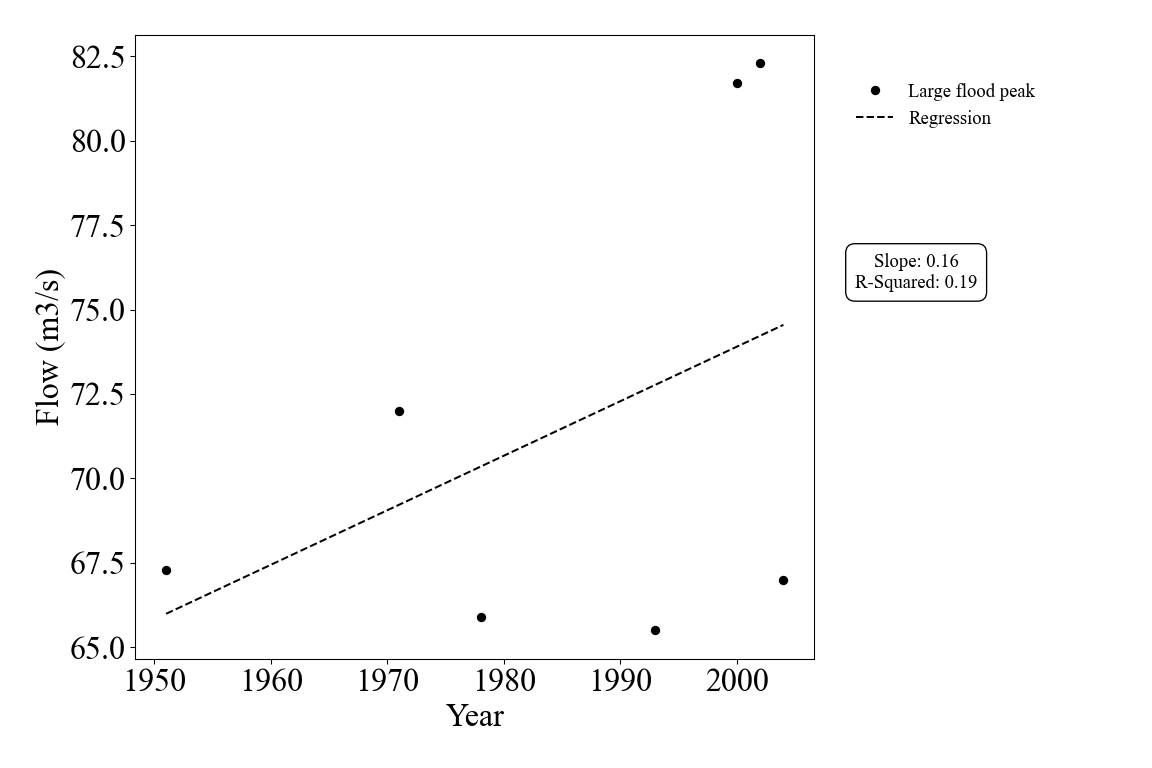 82.5
80.0
77.5
75.0
72.5
70.0
67.5
65.0
Flow (m3/s)
1950 1960 1970 1980 1990 2000
Year
Large flood peak
Regression
Slope: 0.16
R-Squared: 0.19